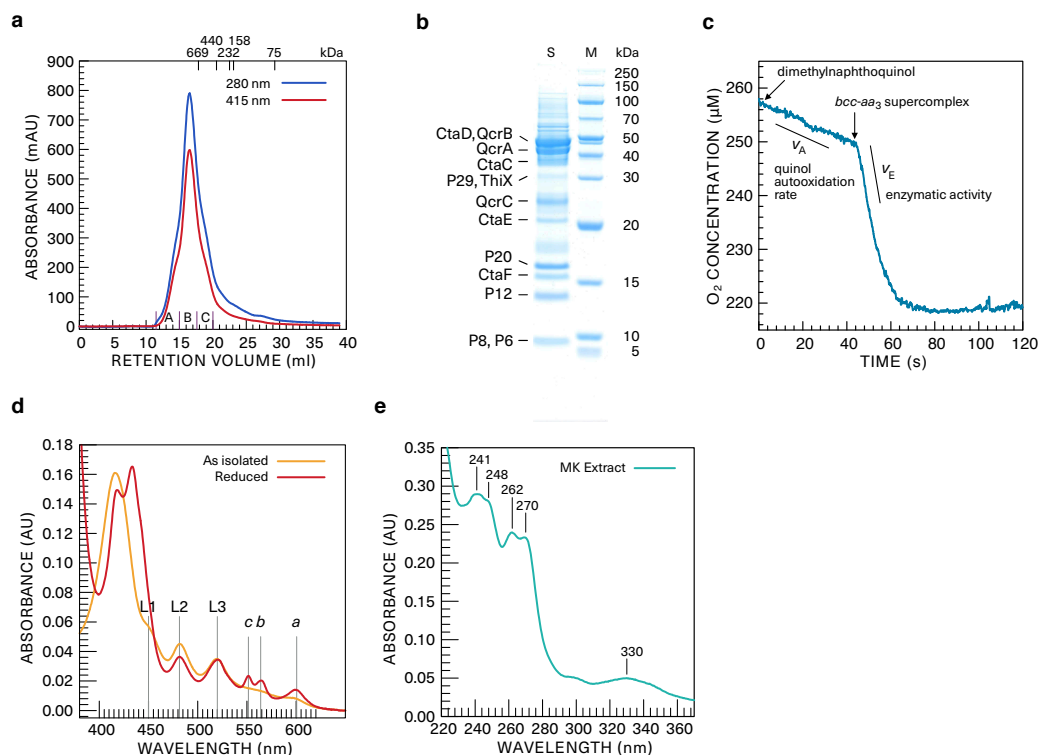 a
440 158
669 232 75 kDa
900
800
700
600
500
400
300
200
100
0
280 nm
415 nm
A B C
0 5 10 15 20 25 30 35 40
ABSORBANCE (mAU)
RETENTION VOLUME (ml)
b
S M kDa
CtaD, QcrB
QcrA
CtaC
P29, ThiX
QcrC
CtaE
P20
CtaF
P12
P8, P6
250
150
100
70
50
40
30
20
15
10
5
c
dimethylnaphthoquinol
bcc-aa3 supercomplex
vA
quinol
autooxidation
rate
vE
enzymatic activity
260
250
240
230
220
0 20 40 60 80 100 120
O2 CONCENTRATION (µM)
TIME (s)
d
As isolated
Reduced
0.18
0.16
0.14
0.12
0.10
0.08
0.06
0.04
0.02
0.00
L1 L2 L3 c b a
400 450 500 550 600
ABSORBANCE (AU)
WAVELENGTH (nm)
e
MK Extract
0.35
0.30
0.25
0.20
0.15
0.10
0.05
0.00
241
248
262
270
330
220 240 260 280 300 320 340 360
ABSORBANCE (AU)
WAVELENGTH (nm)